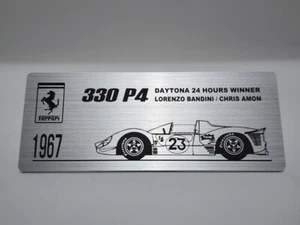 Ferrari
1967
330 P4
DAYTONA 24 HOURS WINNER
LORENZO BANDINI / CHRIS AMON
23